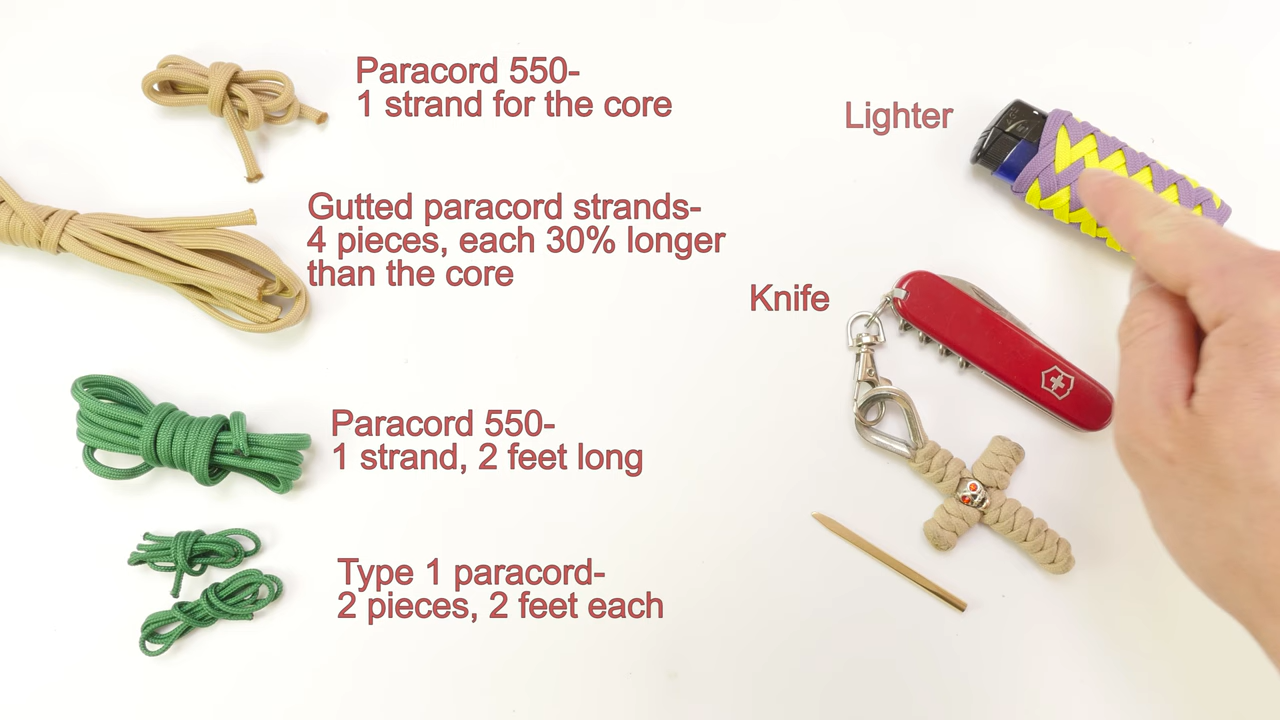 Paracord 550-
1 strand for the core
Gutted paracord strands-
4 pieces, each 30% longer
than the core
Paracord 550-
1 strand, 2 feet long
Type 1 paracord-
2 pieces, 2 feet each
Lighter
Knife